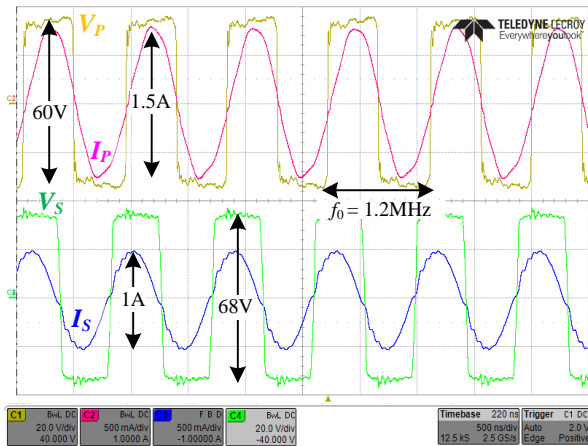 V_P
TELEDYNE LECROY
Everywhereyoulook™
60V
1.5A
I_P
V_S
f_0 = 1.2MHz
I_S
1A
68V
C1 BwL DC
20.0 V/div
40.000 V
C2 BwL DC
500 mA/div
1.0000 A
C3 F B D
500 mA/div
-1.00000 A
C4 BwL DC
20.0 V/div
-40.000 V
Timebase 220 ns
500 ns/div
12.5 kS 2.5 GS/s
Trigger C1 DC
Auto 2.0 V
Edge Positive